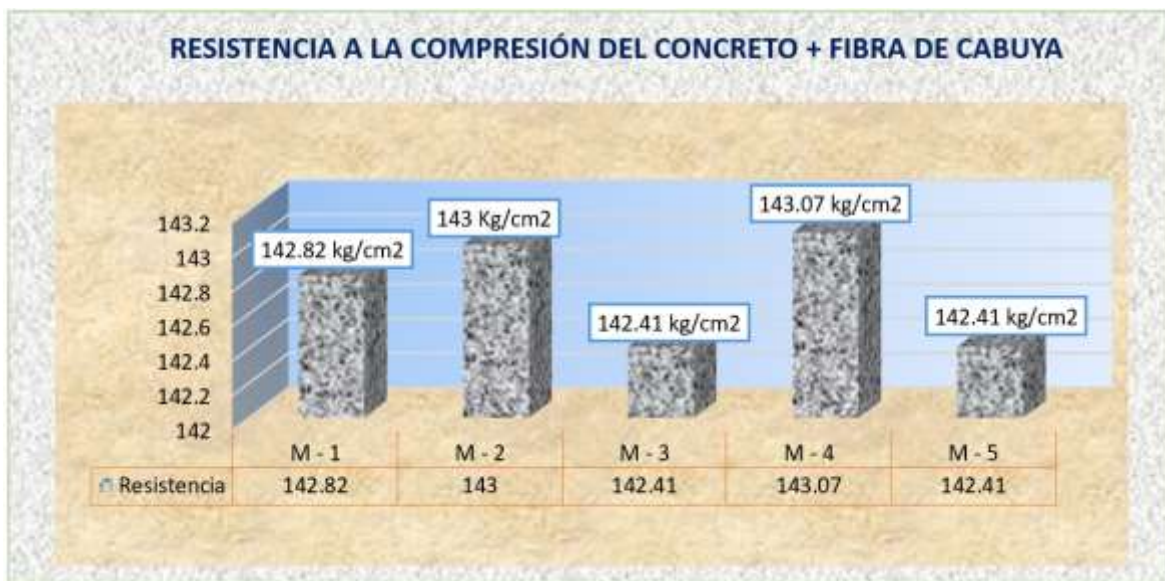 RESISTENCIA A LA COMPRESIÓN DEL CONCRETO + FIBRA DE CABUYA
143.2
143
142.8
142.6
142.4
142.2
142
142.82 kg/cm2
143 Kg/cm2
142.41 kg/cm2
143.07 kg/cm2
142.41 kg/cm2
M - 1 M - 2 M - 3 M - 4 M - 5
Resistencia 142.82 143 142.41 143.07 142.41